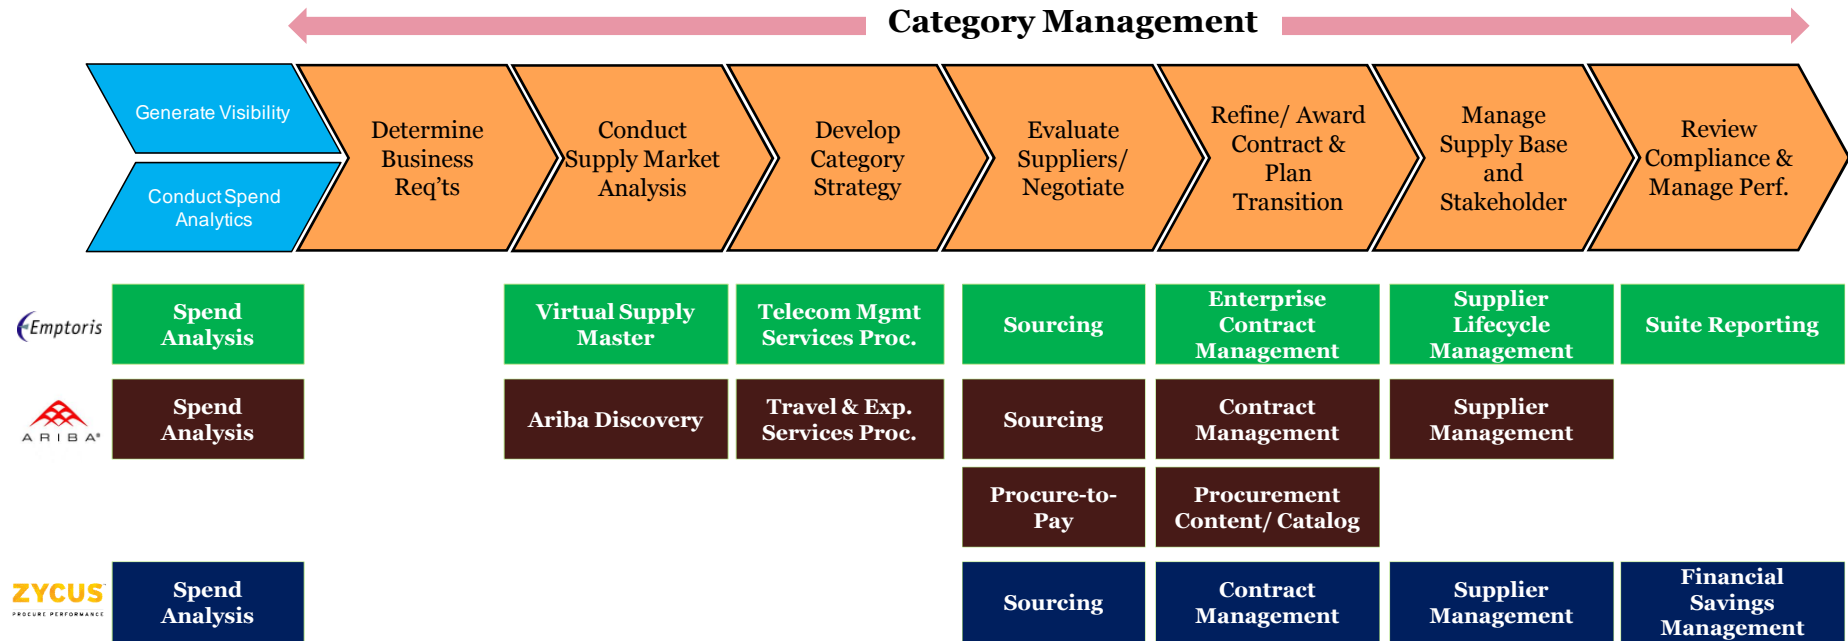 Category Management
Generate Visibility
Conduct Spend
Analytics
Determine
Business
Req'ts
Conduct
Supply Market
Analysis
Develop
Category
Strategy
Evaluate
Suppliers/
Negotiate
Refine/ Award
Contract &
Plan
Transition
Manage
Supply Base
and
Stakeholder
Review
Compliance &
Manage Perf.
Emptoris
Spend
Analysis
Virtual Supply
Master
Telecom Mgmt
Services Proc.
Sourcing
Enterprise
Contract
Management
Supplier
Lifecycle
Management
Suite Reporting
ARIBA®
Spend
Analysis
Ariba Discovery
Travel & Exp.
Services Proc.
Sourcing
Contract
Management
Supplier
Management
Procure-to-
Pay
Procurement
Content/ Catalog
ZYCUS™
PROCURE PERFORMANCE
Spend
Analysis
Sourcing
Contract
Management
Supplier
Management
Financial
Savings
Management